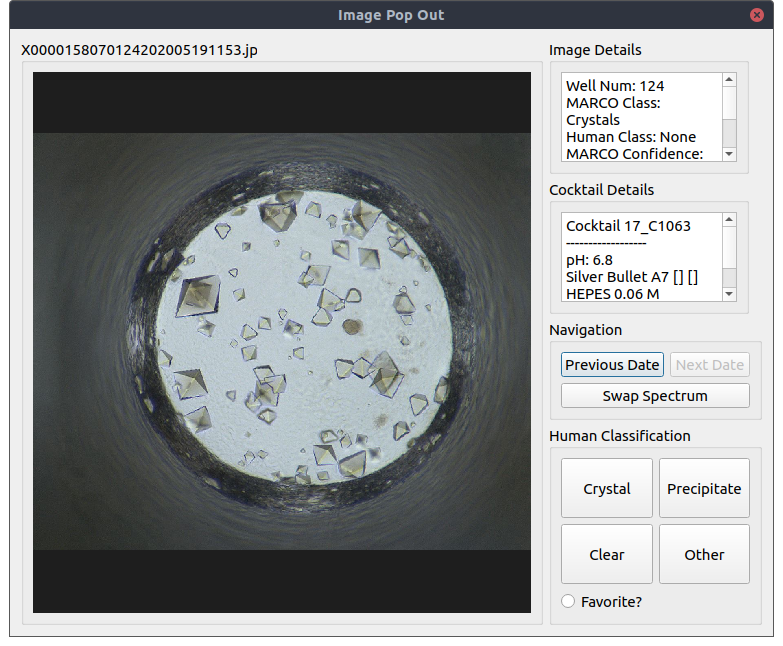 Image Pop Out
X0000158070124202005191153.jp
Image Details
Well Num: 124
MARCO Class:
Crystals
Human Class: None
MARCO Confidence:
Cocktail Details
Cocktail 17_C1063
------------------
pH: 6.8
Silver Bullet A7 [] []
HEPES 0.06 M
Navigation
Previous Date
Next Date
Swap Spectrum
Human Classification
Crystal
Precipitate
Clear
Other
Favorite?